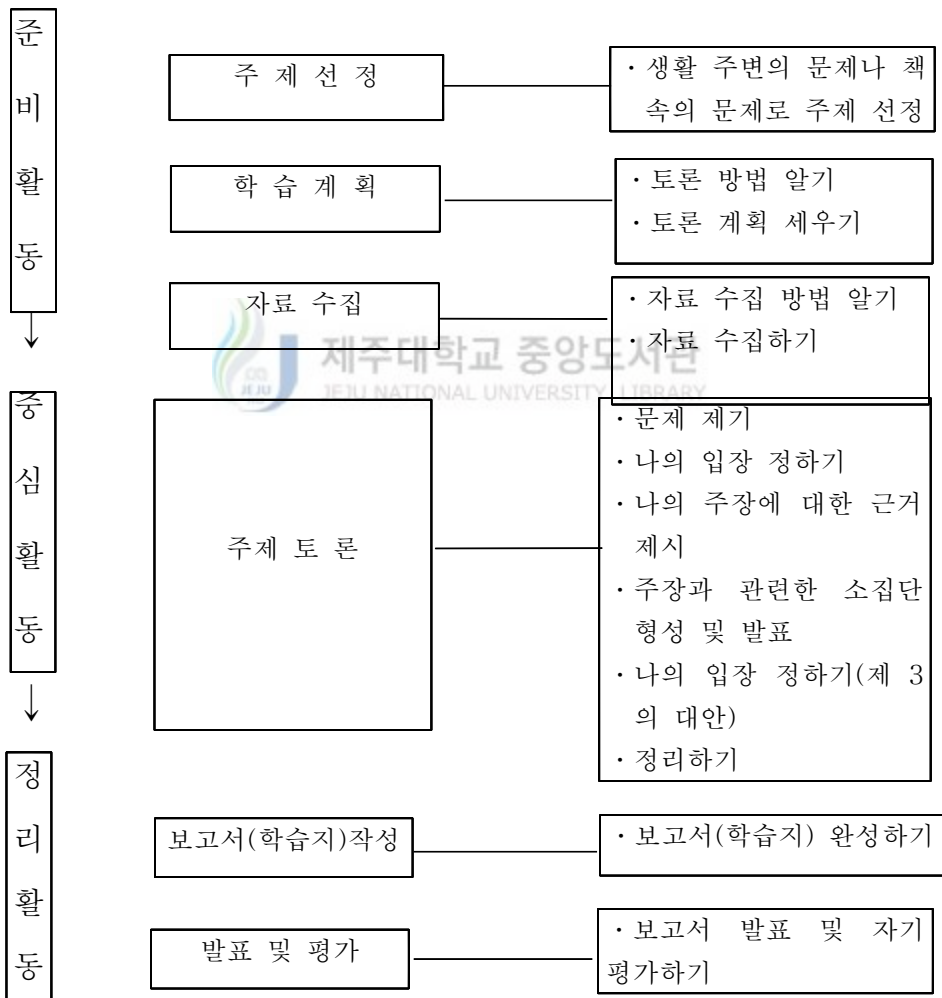 준비활동
주 제 선 정
· 생활 주변의 문제나 책
속의 문제로 주제 선정
학 습 계 획
· 토론 방법 알기
· 토론 계획 세우기
자료 수집
· 자료 수집 방법 알기
· 자료 수집하기
↓
제주대학교 중앙도서관
JEJU NATIONAL UNIVERSITY LIBRARY
JEJU
중심활동
주제 토 론
· 문제 제기
· 나의 입장 정하기
· 나의 주장에 대한 근거
제시
· 주장과 관련한 소집단
형성 및 발표
· 나의 입장 정하기(제 3
의 대안)
· 정리하기
↓
정리활동
보고서(학습지)작성
· 보고서(학습지) 완성하기
발표 및 평가
· 보고서 발표 및 자기
평가하기